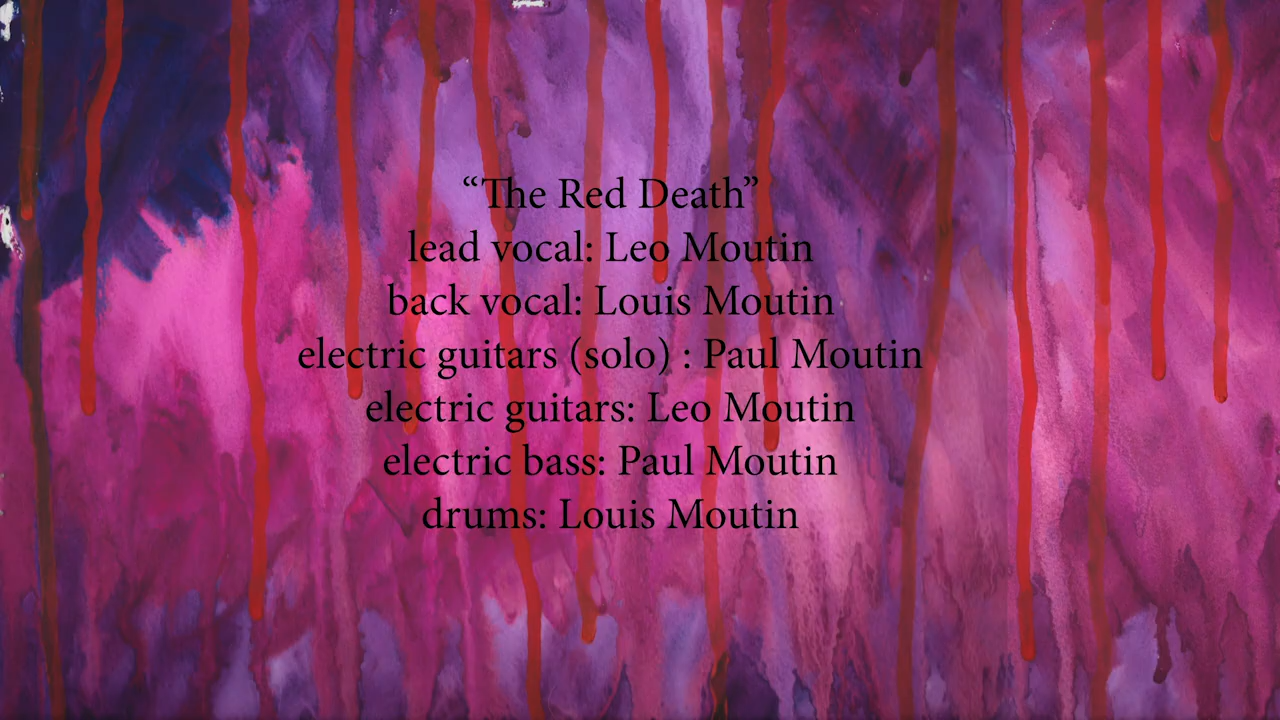 “The Red Death”
lead vocal: Leo Moutin
back vocal: Louis Moutin
electric guitars (solo) : Paul Moutin
electric guitars: Leo Moutin
electric bass: Paul Moutin
drums: Louis Moutin